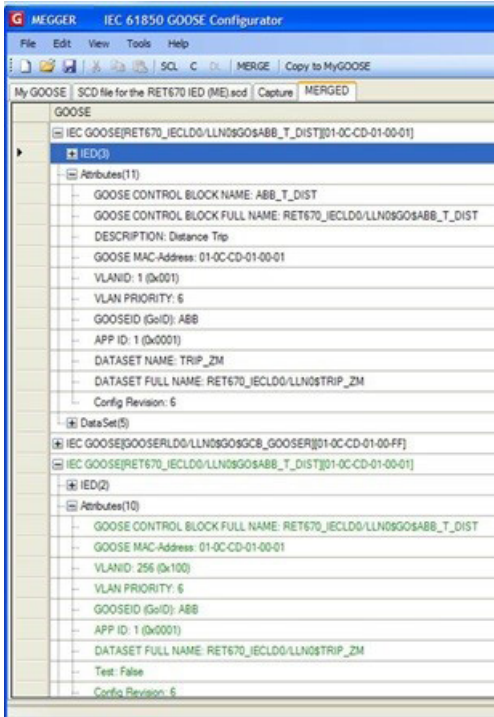 G MEGGER IEC 61850 GOOSE Configurator
File Edit View Tools Help
SCL C MERGE Copy to MyGOOSE
My GOOSE SCD file for the RET670 IED (ME).scd Capture MERGED
GOOSE
IEC GOOSE[RET670_IECLD0/LLN0$GO$ABB_T_DIST][01-0C-CD-01-00-01]
IED(3)
Attributes(11)
GOOSE CONTROL BLOCK NAME: ABB_T_DIST
GOOSE CONTROL BLOCK FULL NAME: RET670_IECLD0/LLN0$GO$ABB_T_DIST
DESCRIPTION: Distance Trip
GOOSE MAC-Address: 01-0C-CD-01-00-01
VLANID: 1 (0x001)
VLAN PRIORITY: 6
GOOSEID (GoID): ABB
APP ID: 1 (0x0001)
DATASET NAME: TRIP_ZM
DATASET FULL NAME: RET670_IECLD0/LLN0$TRIP_ZM
Config Revision: 6
DataSet(5)
IEC GOOSE[GOOSERLD0/LLN0$GO$GCB_GOOSER][01-0C-CD-01-00-FF]
IEC GOOSE[RET670_IECLD0/LLN0$GO$ABB_T_DIST][01-0C-CD-01-00-01]
IED(2)
Attributes(10)
GOOSE CONTROL BLOCK FULL NAME: RET670_IECLD0/LLN0$GO$ABB_T_DIST
GOOSE MAC-Address: 01-0C-CD-01-00-01
VLANID: 256 (0x100)
VLAN PRIORITY: 6
GOOSEID (GoID): ABB
APP ID: 1 (0x0001)
DATASET FULL NAME: RET670_IECLD0/LLN0$TRIP_ZM
Test: False
Config Revision: 6